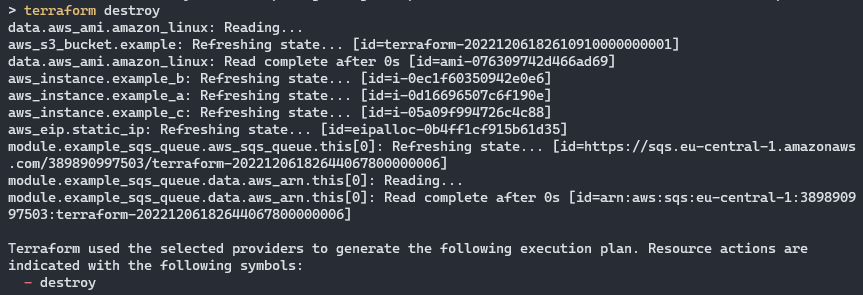 > terraform destroy
data.aws_ami.amazon_linux: Reading...
aws_s3_bucket.example: Refreshing state... [id=terraform-20221206182610910000000001]
data.aws_ami.amazon_linux: Read complete after 0s [id=ami-076309742d466ad69]
aws_instance.example_b: Refreshing state... [id=i-0ec1f60350942e0e6]
aws_instance.example_a: Refreshing state... [id=i-0d16696507c6f190e]
aws_instance.example_c: Refreshing state... [id=i-05a09f994726c4c88]
aws_eip.static_ip: Refreshing state... [id=eipalloc-0b4ff1cf915b61d35]
module.example_sqs_queue.aws_sqs_queue.this[0]: Refreshing state... [id=https://sqs.eu-central-1.amazonaws
.com/389890997503/terraform-20221206182644067800000006]
module.example_sqs_queue.data.aws_arn.this[0]: Reading...
module.example_sqs_queue.data.aws_arn.this[0]: Read complete after 0s [id=arn:aws:sqs:eu-central-1:3898909
97503:terraform-20221206182644067800000006]

Terraform used the selected providers to generate the following execution plan. Resource actions are
indicated with the following symbols:
  - destroy